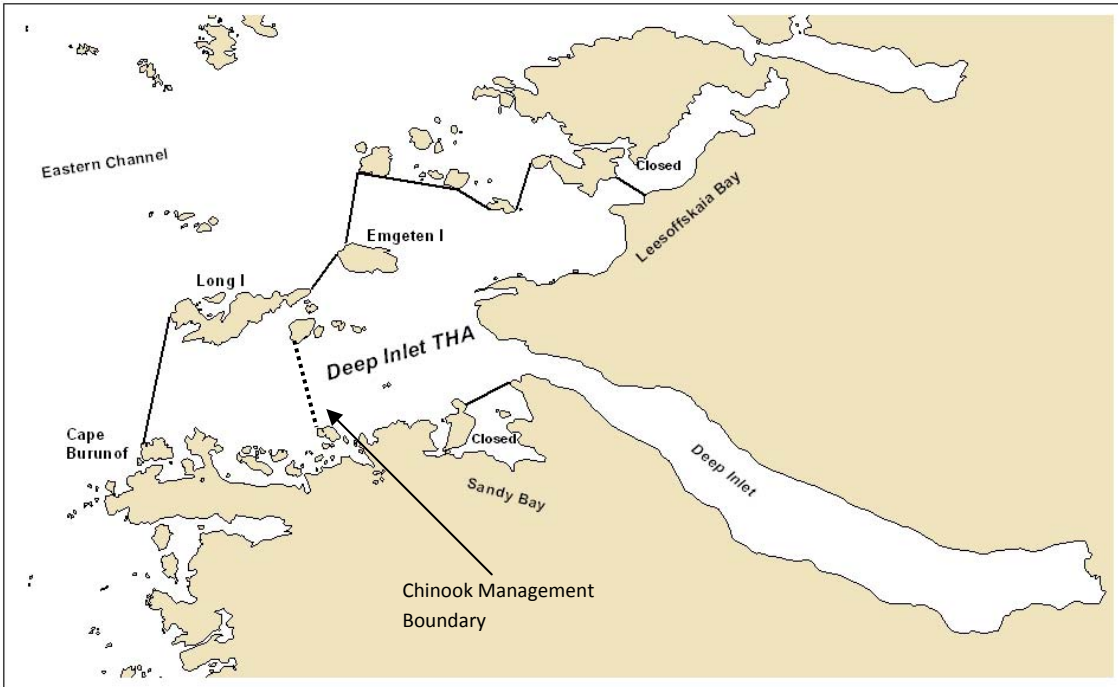 Eastern Channel
Closed
Leesoffskaia Bay
Emgeten I
Long I
Deep Inlet THA
Cape
Burunof
Closed
Deep Inlet
Sandy Bay
Chinook Management
Boundary